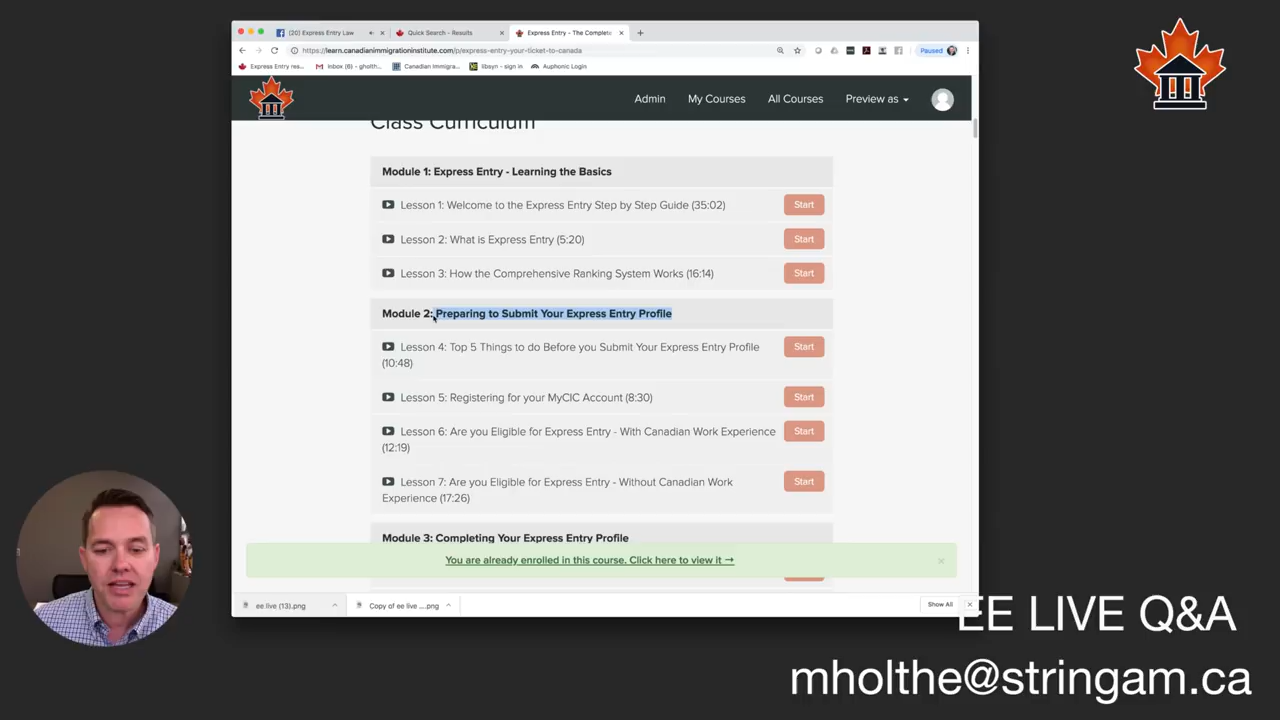 (20) Express Entry Law
Quick Search - Results
Express Entry - The Complete
https://learn.canadianimmigrationinstitute.com/p/express-entry-your-ticket-to-canada
Paused
Express Entry rea...
Inbox (6) - gholth...
Canadian Immigra...
libsyn - sign in
Auphonic Login
Admin
My Courses
All Courses
Preview as
Class Curriculum
Module 1: Express Entry - Learning the Basics
Lesson 1: Welcome to the Express Entry Step by Step Guide (35:02)
Start
Lesson 2: What is Express Entry (5:20)
Start
Lesson 3: How the Comprehensive Ranking System Works (16:14)
Start
Module 2: Preparing to Submit Your Express Entry Profile
Lesson 4: Top 5 Things to do Before you Submit Your Express Entry Profile
(10:48)
Start
Lesson 5: Registering for your MyCIC Account (8:30)
Start
Lesson 6: Are you Eligible for Express Entry - With Canadian Work Experience
(12:19)
Start
Lesson 7: Are you Eligible for Express Entry - Without Canadian Work
Experience (17:26)
Start
Module 3: Completing Your Express Entry Profile
You are already enrolled in this course. Click here to view it →
ee live (13).png
Copy of ee live ....png
Show All
EE LIVE Q&A
mholthe@stringam.ca